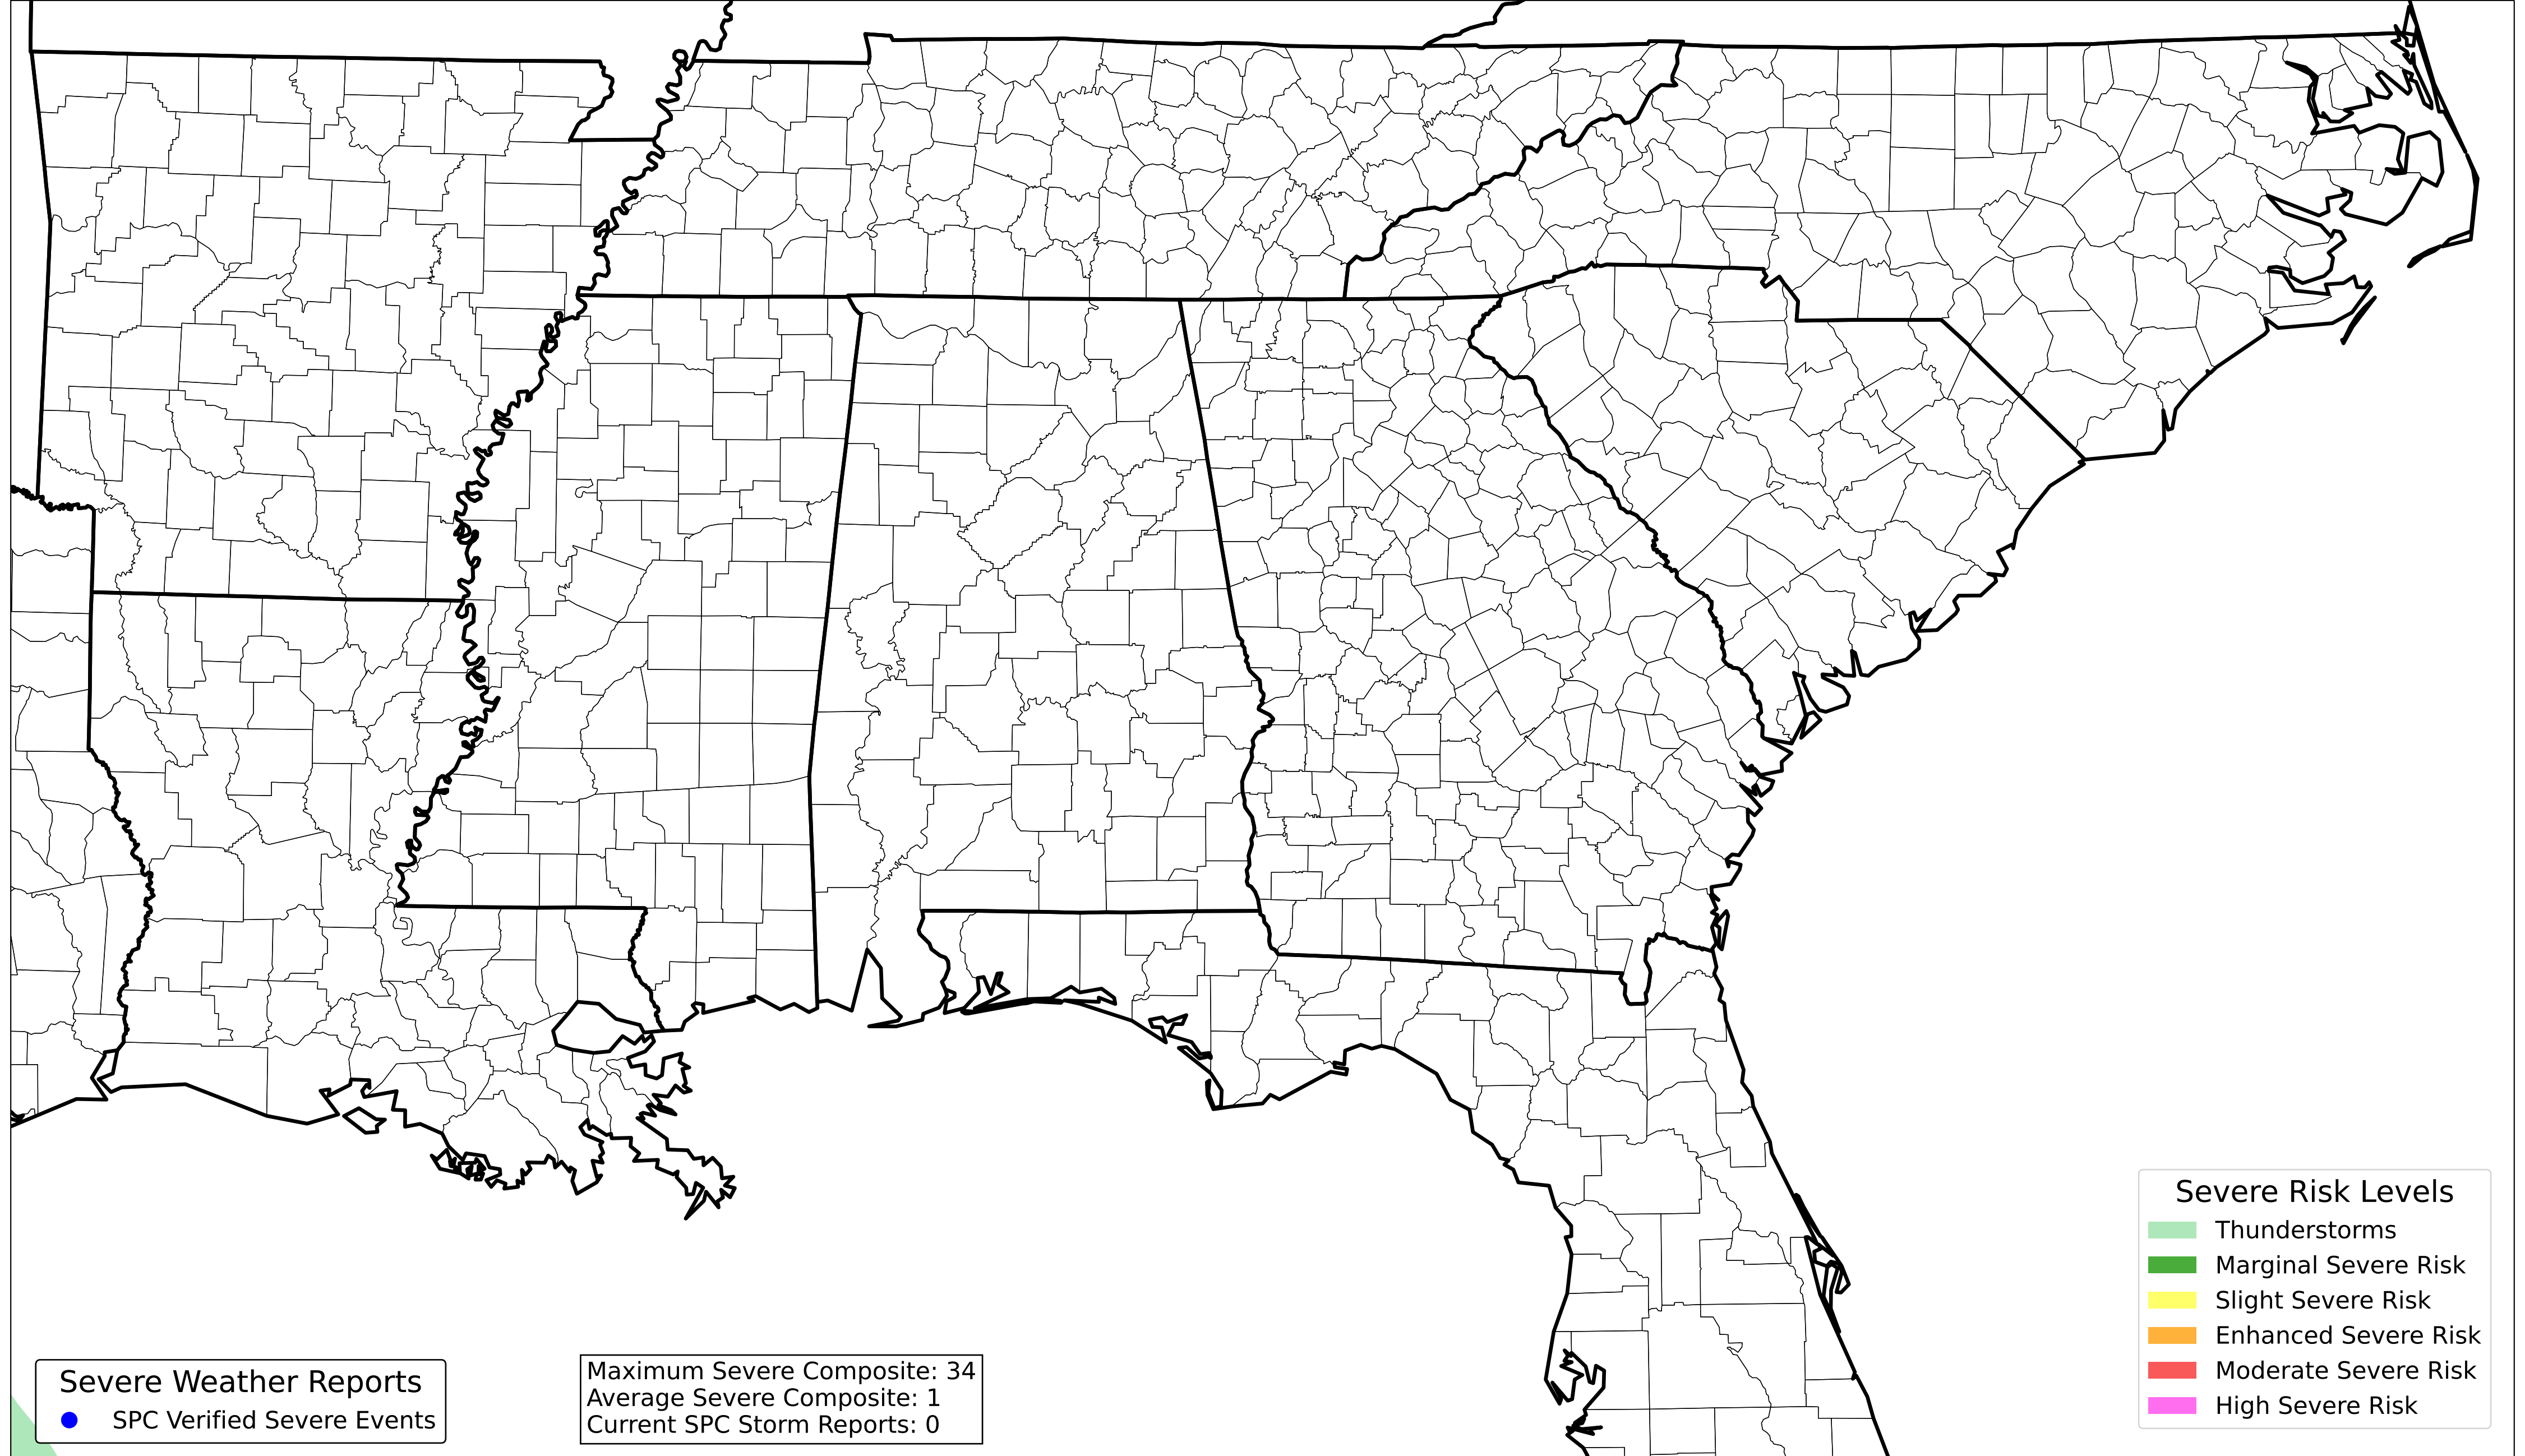 Severe Risk Levels
Thunderstorms
Marginal Severe Risk
Slight Severe Risk
Enhanced Severe Risk
Moderate Severe Risk
High Severe Risk
Severe Weather Reports
SPC Verified Severe Events
Maximum Severe Composite: 34
Average Severe Composite: 1
Current SPC Storm Reports: 0